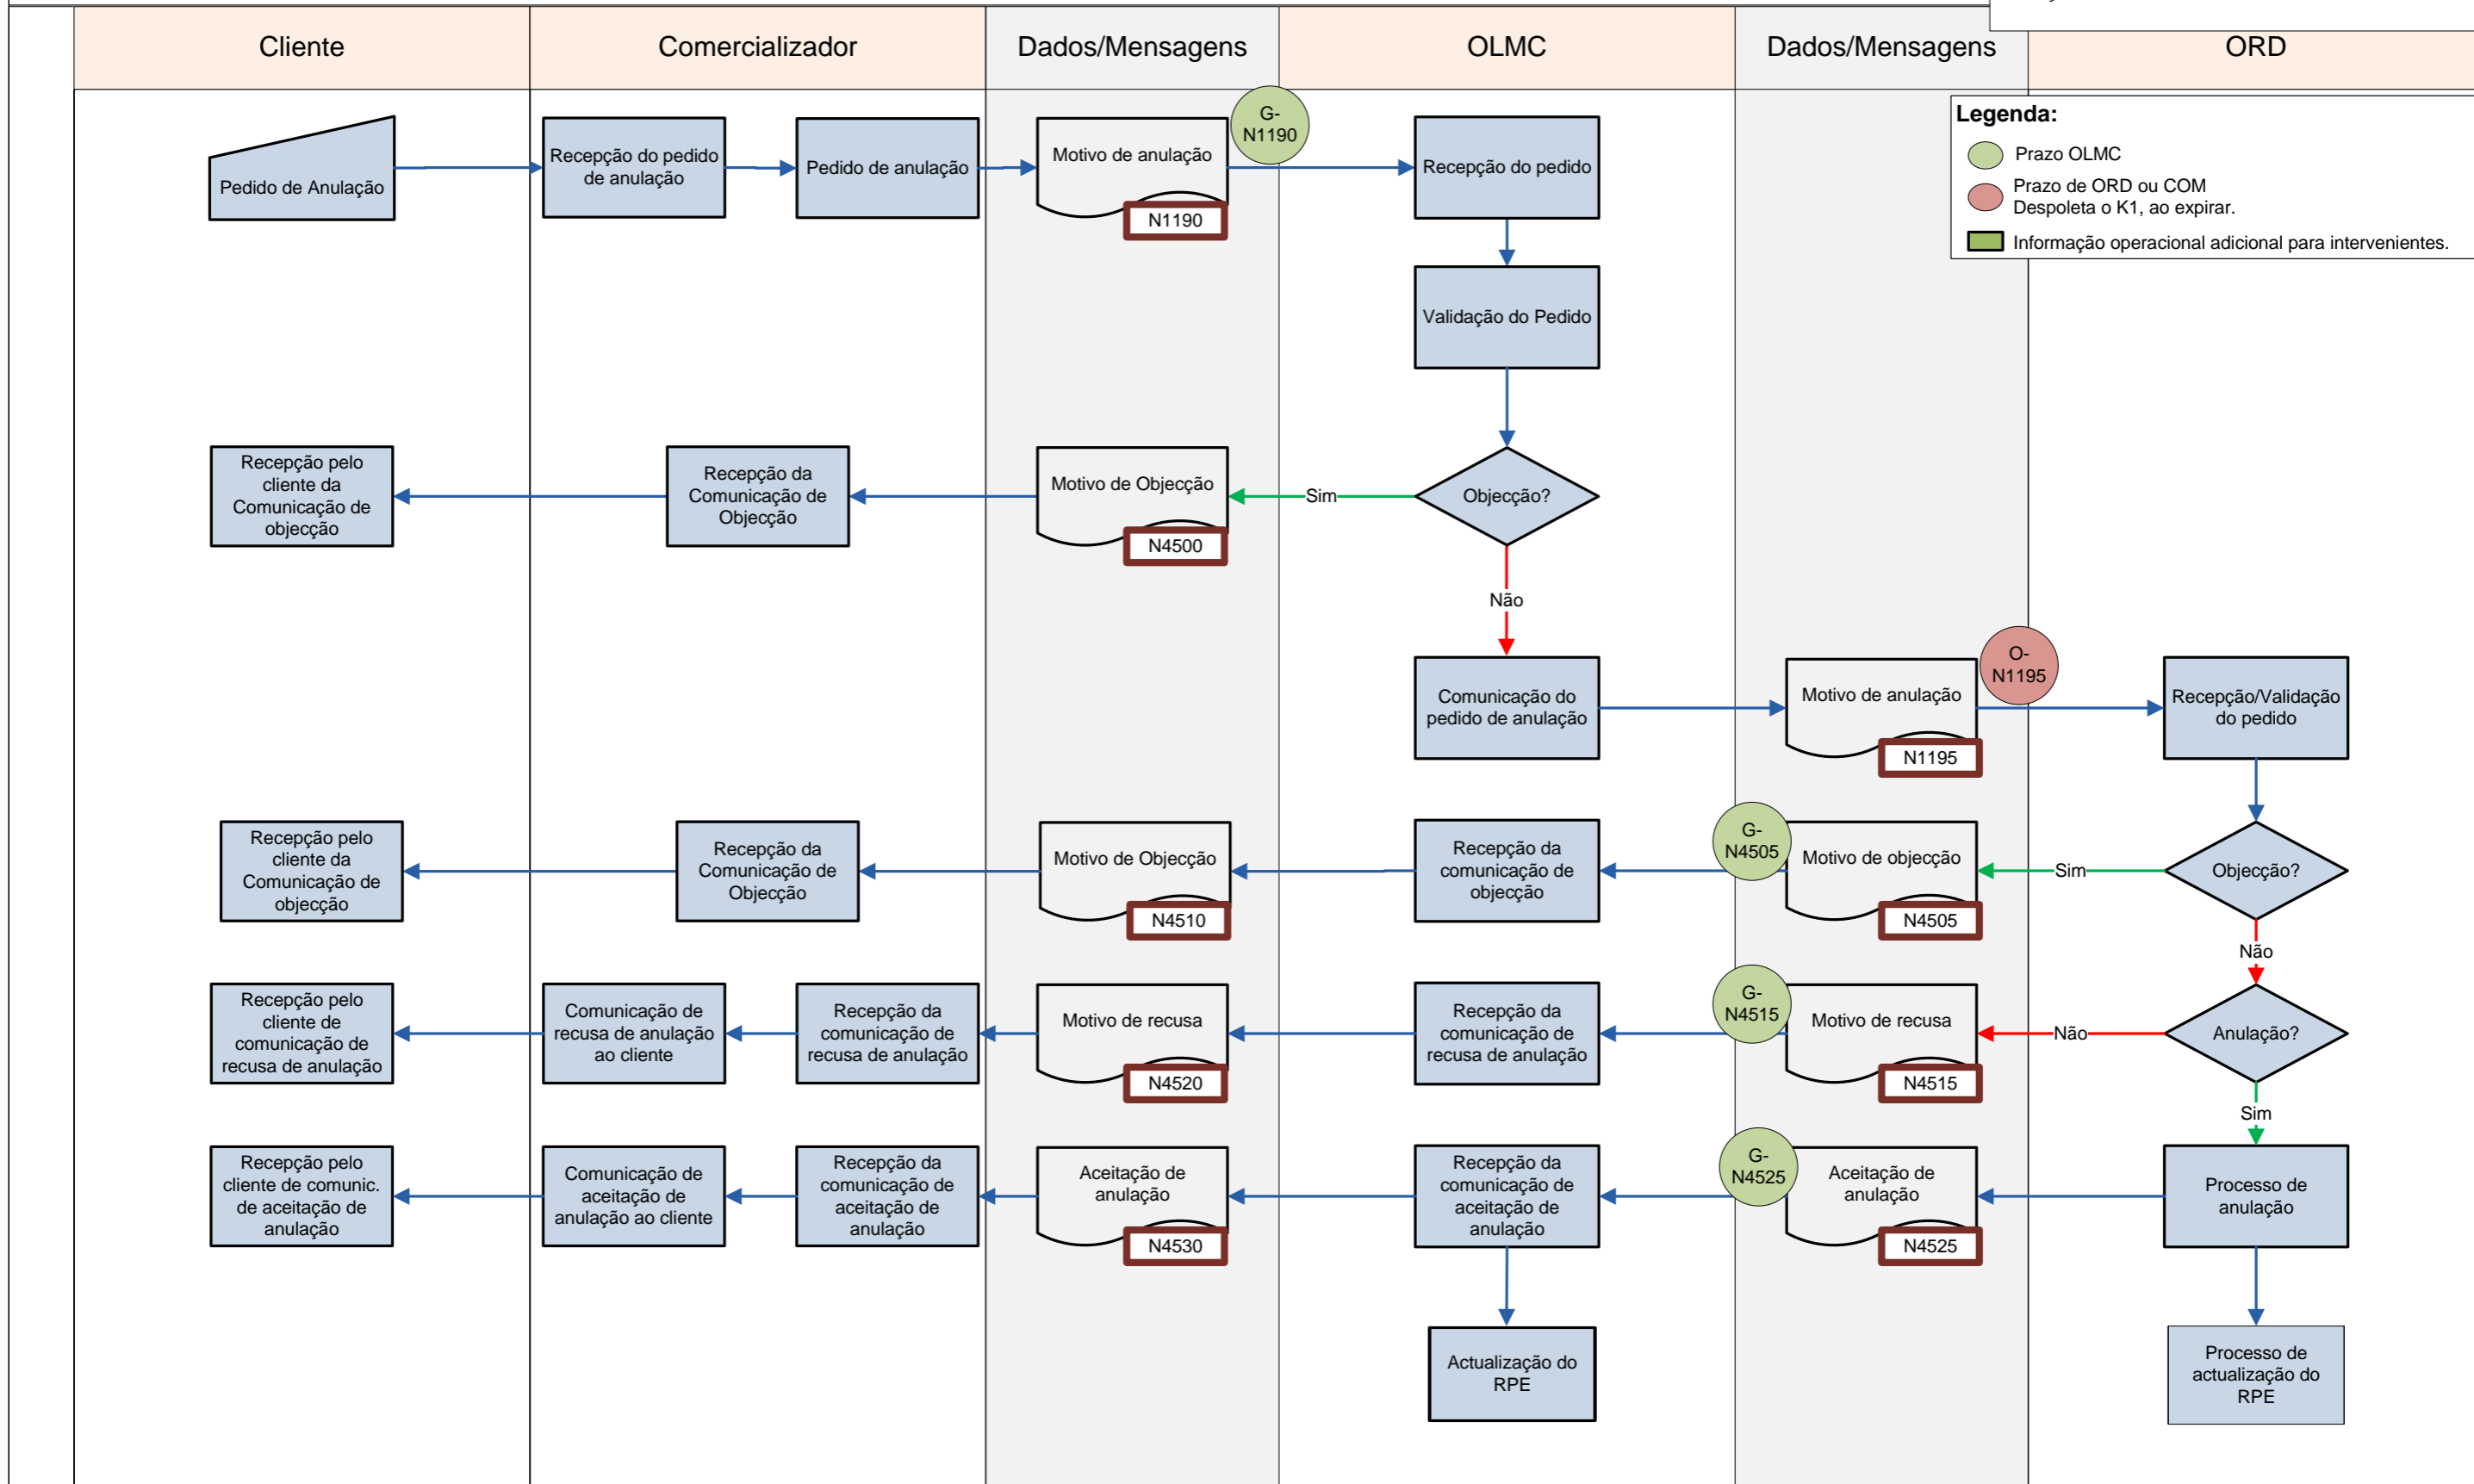 Cliente
Comercializador
Dados/Mensagens
OLMC
Dados/Mensagens
ORD
Legenda:
Prazo OLMC
Prazo de ORD ou COM
Despoleta o K1, ao expirar.
Informação operacional adicional para intervenientes.
Pedido de Anulação
Recepção do pedido
de anulação
Pedido de anulação
Motivo de anulação
N1190
G-
N1190
Recepção do pedido
Validação do Pedido
Recepção pelo
cliente da
Comunicação de
objecção
Recepção da
Comunicação de
Objecção
Motivo de Objecção
N4500
Sim
Objecção?
Não
Comunicação do
pedido de anulação
Motivo de anulação
N1195
O-
N1195
Recepção/Validação
do pedido
Recepção pelo
cliente da
Comunicação de
objecção
Recepção da
Comunicação de
Objecção
Motivo de Objecção
N4510
Recepção da
comunicação de
objecção
G-
N4505
Motivo de objecção
N4505
Sim
Objecção?
Não
Recepção pelo
cliente de
comunicação de
recusa de anulação
Comunicação de
recusa de anulação
ao cliente
Recepção da
comunicação de
recusa de anulação
Motivo de recusa
N4520
Recepção da
comunicação de
recusa de anulação
G-
N4515
Motivo de recusa
N4515
Não
Anulação?
Sim
Recepção pelo
cliente de comunic.
de aceitação de
anulação
Comunicação de
aceitação de
anulação ao cliente
Recepção da
comunicação de
aceitação de
anulação
Aceitação de
anulação
N4530
Recepção da
comunicação de
aceitação de
anulação
G-
N4525
Aceitação de
anulação
N4525
Processo de
anulação
Actualização do
RPE
Processo de
actualização do
RPE